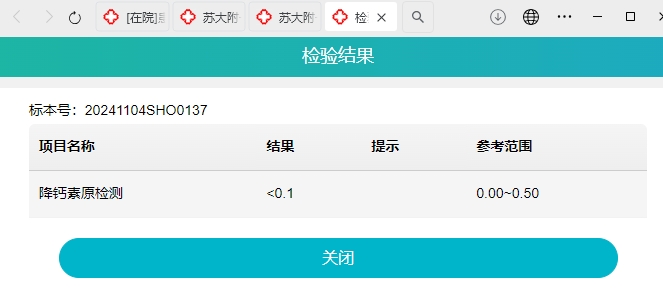 [在院]
苏大附
苏大附
检
检验结果
标本号：20241104SHO0137
项目名称 结果 提示 参考范围
降钙素原检测 <0.1 0.00~0.50
关闭